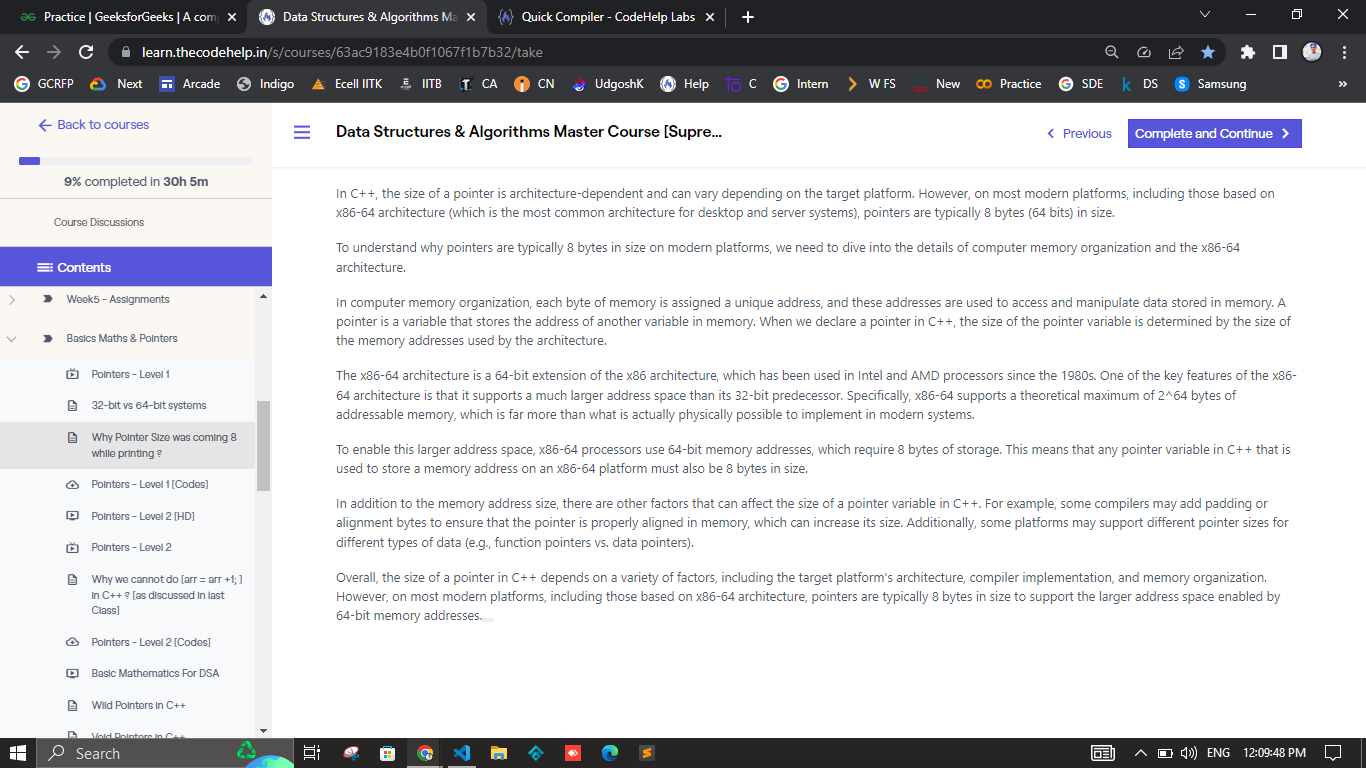 Practice | GeeksforGeeks | A com
Data Structures & Algorithms Ma
Quick Compiler - CodeHelp Labs
learn.thecodehelp.in/s/courses/63ac9183e4b0f1067f1b7b32/take
GCRFP Next Arcade Indigo Ecell IITK IITB CA CN UdgoshK Help C Intern W FS New Practice SDE DS Samsung »
Back to courses
9% completed in 30h 5m
Course Discussions
Contents
Week5 - Assignments
Basics Maths & Pointers
Pointers - Level 1
32-bit vs 64-bit systems
Why Pointer Size was coming 8
while printing ?
Pointers - Level 1 [Codes]
Pointers - Level 2 [HD]
Pointers - Level 2
Why we cannot do [arr = arr +1; ]
in C++ ? [as discussed in last
Class]
Pointers - Level 2 [Codes]
Basic Mathematics For DSA
Wild Pointers in C++
Void Pointers in C++
Data Structures & Algorithms Master Course [Supre...
Previous
Complete and Continue
In C++, the size of a pointer is architecture-dependent and can vary depending on the target platform. However, on most modern platforms, including those based on
x86-64 architecture (which is the most common architecture for desktop and server systems), pointers are typically 8 bytes (64 bits) in size.
To understand why pointers are typically 8 bytes in size on modern platforms, we need to dive into the details of computer memory organization and the x86-64
architecture.
In computer memory organization, each byte of memory is assigned a unique address, and these addresses are used to access and manipulate data stored in memory. A
pointer is a variable that stores the address of another variable in memory. When we declare a pointer in C++, the size of the pointer variable is determined by the size of
the memory addresses used by the architecture.
The x86-64 architecture is a 64-bit extension of the x86 architecture, which has been used in Intel and AMD processors since the 1980s. One of the key features of the x86-
64 architecture is that it supports a much larger address space than its 32-bit predecessor. Specifically, x86-64 supports a theoretical maximum of 2^64 bytes of
addressable memory, which is far more than what is actually physically possible to implement in modern systems.
To enable this larger address space, x86-64 processors use 64-bit memory addresses, which require 8 bytes of storage. This means that any pointer variable in C++ that is
used to store a memory address on an x86-64 platform must also be 8 bytes in size.
In addition to the memory address size, there are other factors that can affect the size of a pointer variable in C++. For example, some compilers may add padding or
alignment bytes to ensure that the pointer is properly aligned in memory, which can increase its size. Additionally, some platforms may support different pointer sizes for
different types of data (e.g., function pointers vs. data pointers).
Overall, the size of a pointer in C++ depends on a variety of factors, including the target platform's architecture, compiler implementation, and memory organization.
However, on most modern platforms, including those based on x86-64 architecture, pointers are typically 8 bytes in size to support the larger address space enabled by
64-bit memory addresses.
Search
ENG 12:09:48 PM